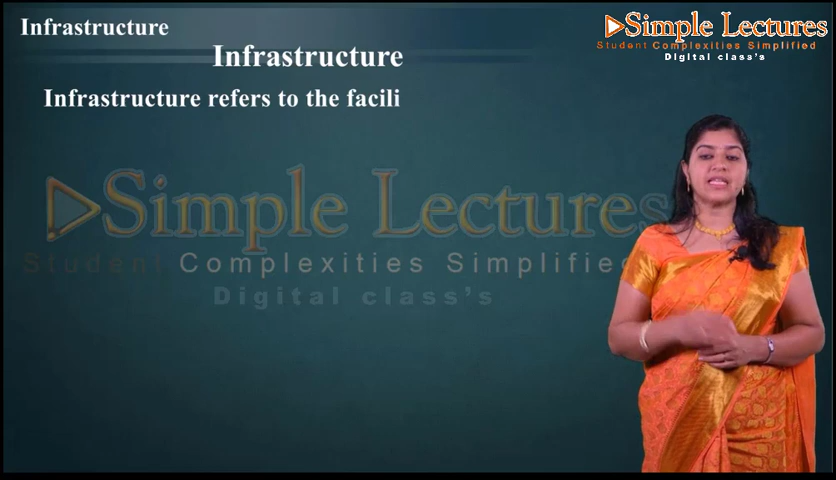 Infrastructure
Simple Lectures
Student Complexities Simplified
Digital class's
Infrastructure
Infrastructure refers to the facili
Simple Lectures
Student Complexities Simplified
Digital class's